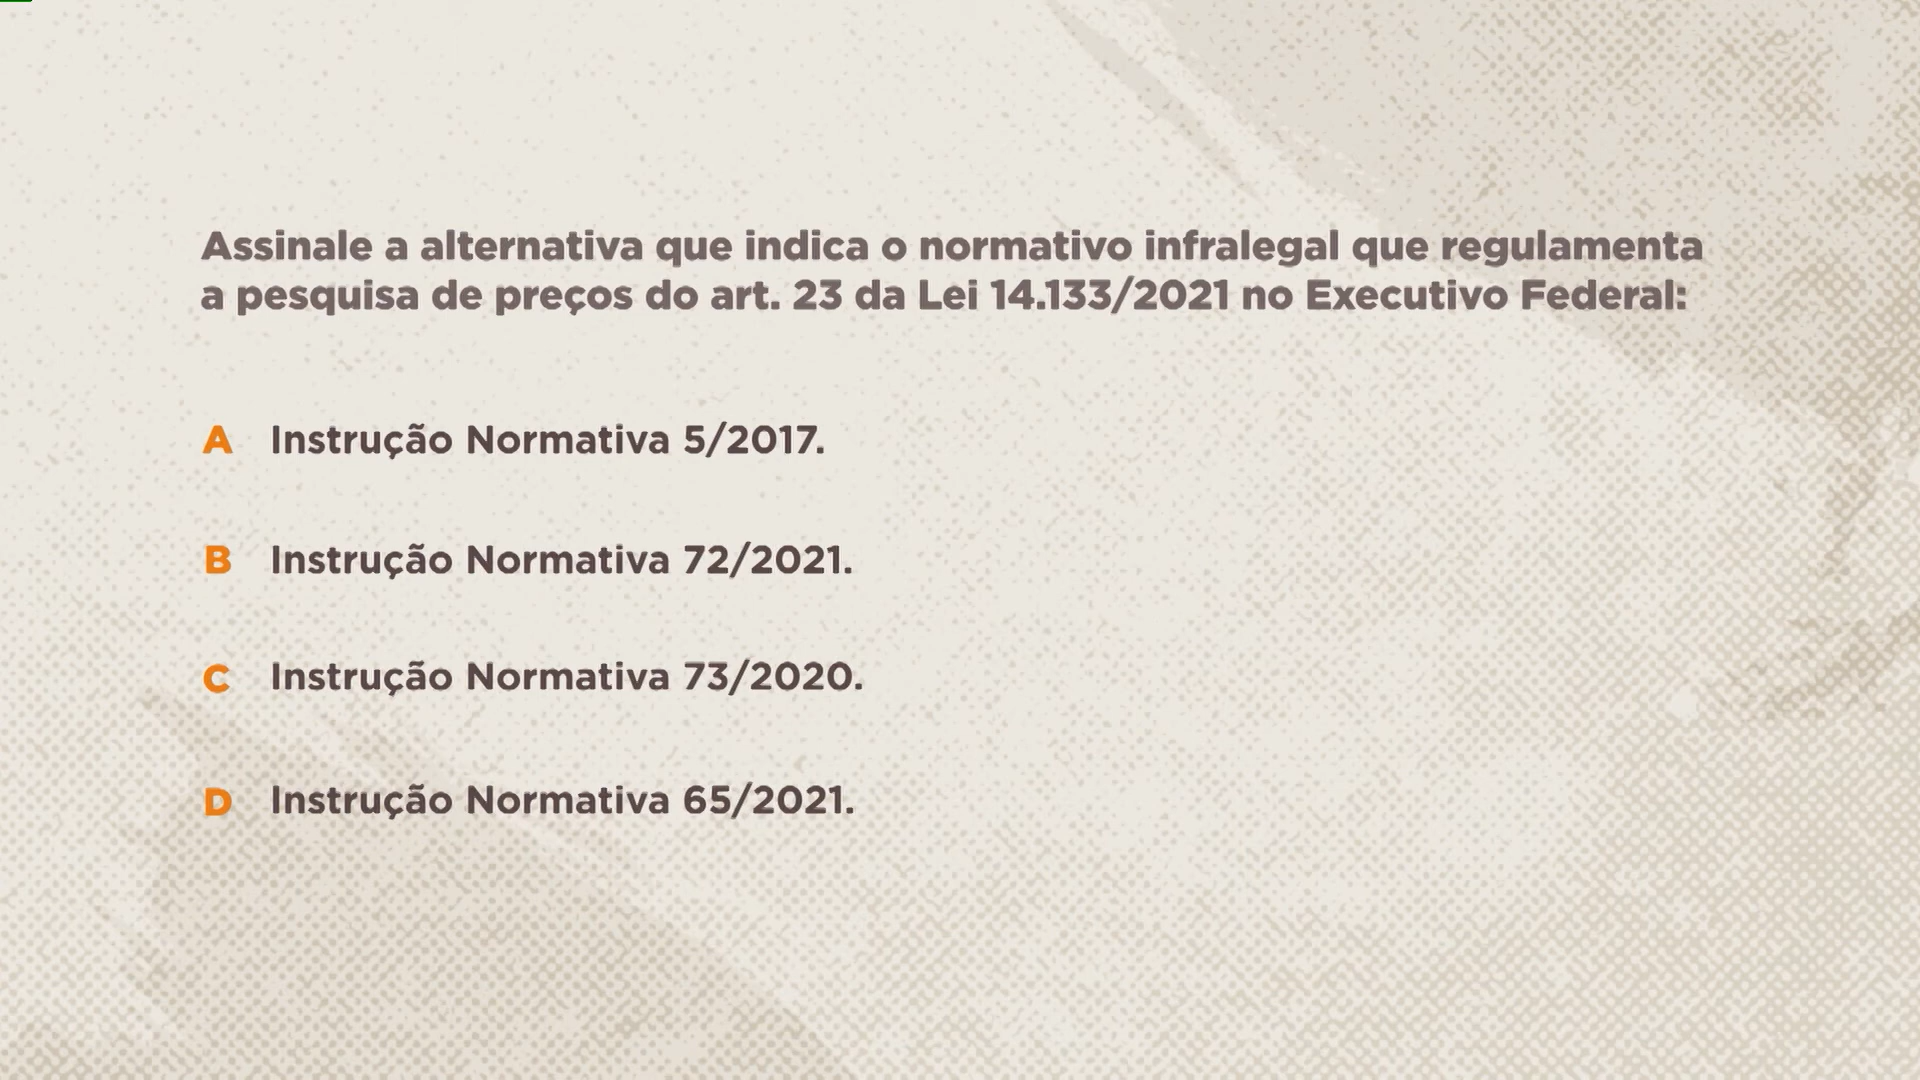 Assinale a alternativa que indica o normativo infralegal que regulamenta
a pesquisa de preços do art. 23 da Lei 14.133/2021 no Executivo Federal:
A Instrução Normativa 5/2017.
B Instrução Normativa 72/2021.
C Instrução Normativa 73/2020.
D Instrução Normativa 65/2021.